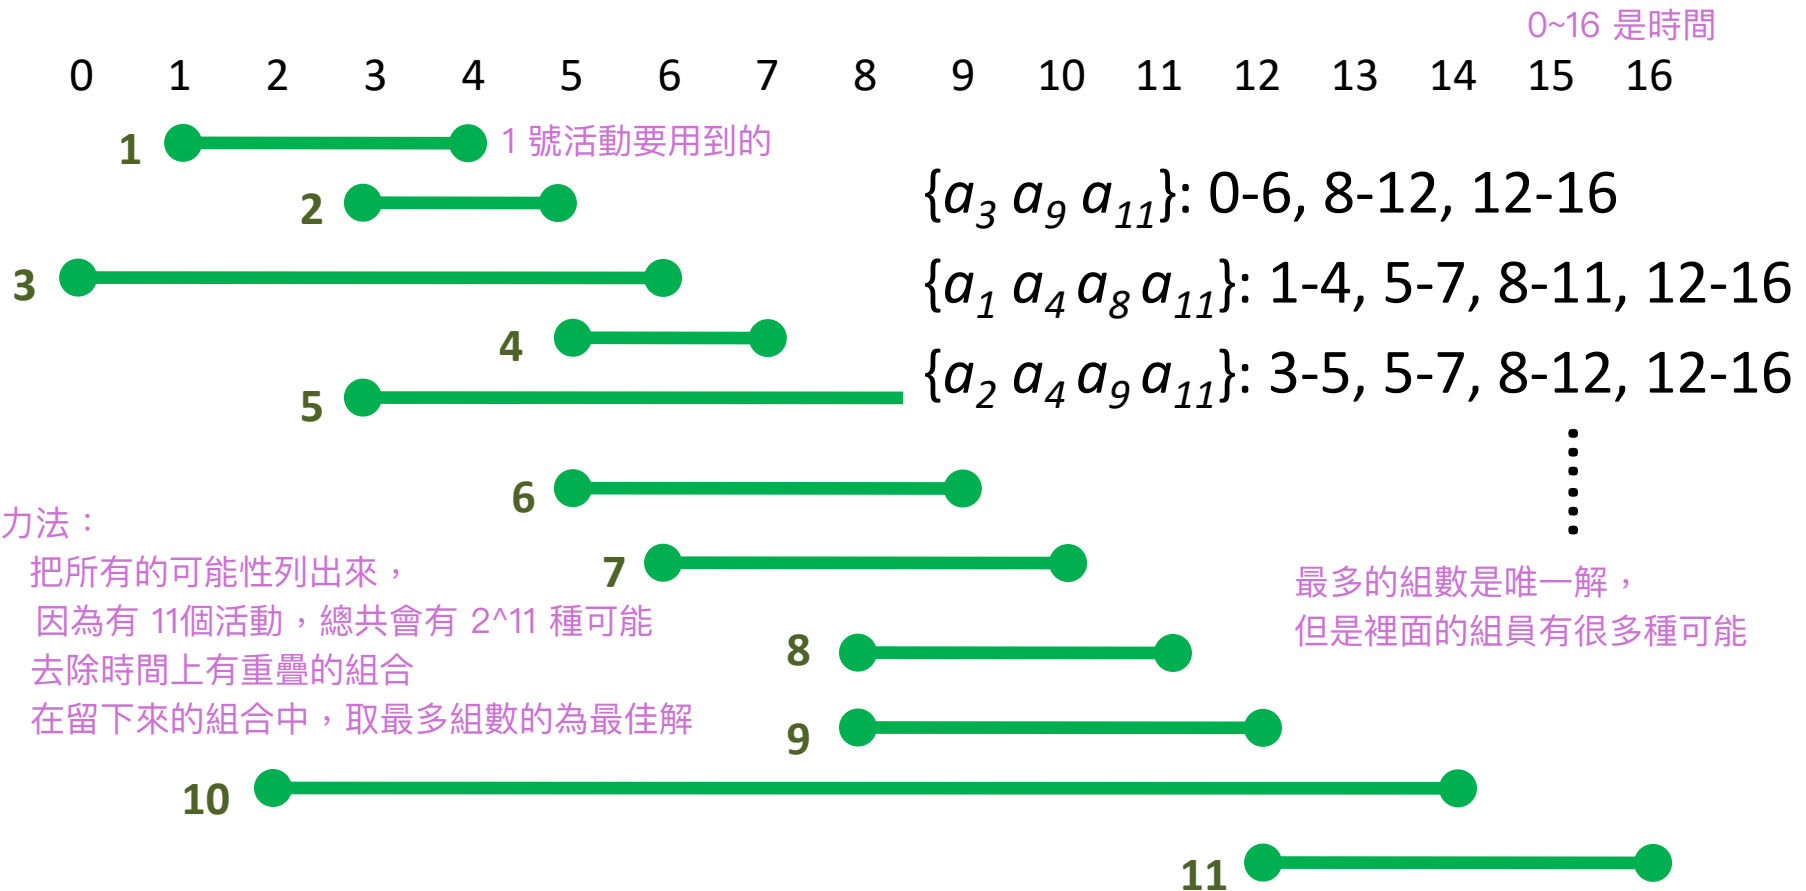 0~16 是時間
0 1 2 3 4 5 6 7 8 9 10 11 12 13 14 15 16
1
1 號活動要用到的
2
{a3 a9 a11}: 0-6, 8-12, 12-16
3
{a1 a4 a8 a11}: 1-4, 5-7, 8-11, 12-16
4
{a2 a4 a9 a11}: 3-5, 5-7, 8-12, 12-16
5
6
力法：
把所有的可能性列出來，
因為有 11個活動，總共會有 2^11 種可能
去除時間上有重疊的組合
在留下來的組合中，取最多組數的為最佳解
7
最多的組數是唯一解，
但是裡面的組員有很多種可能
8
9
10
11